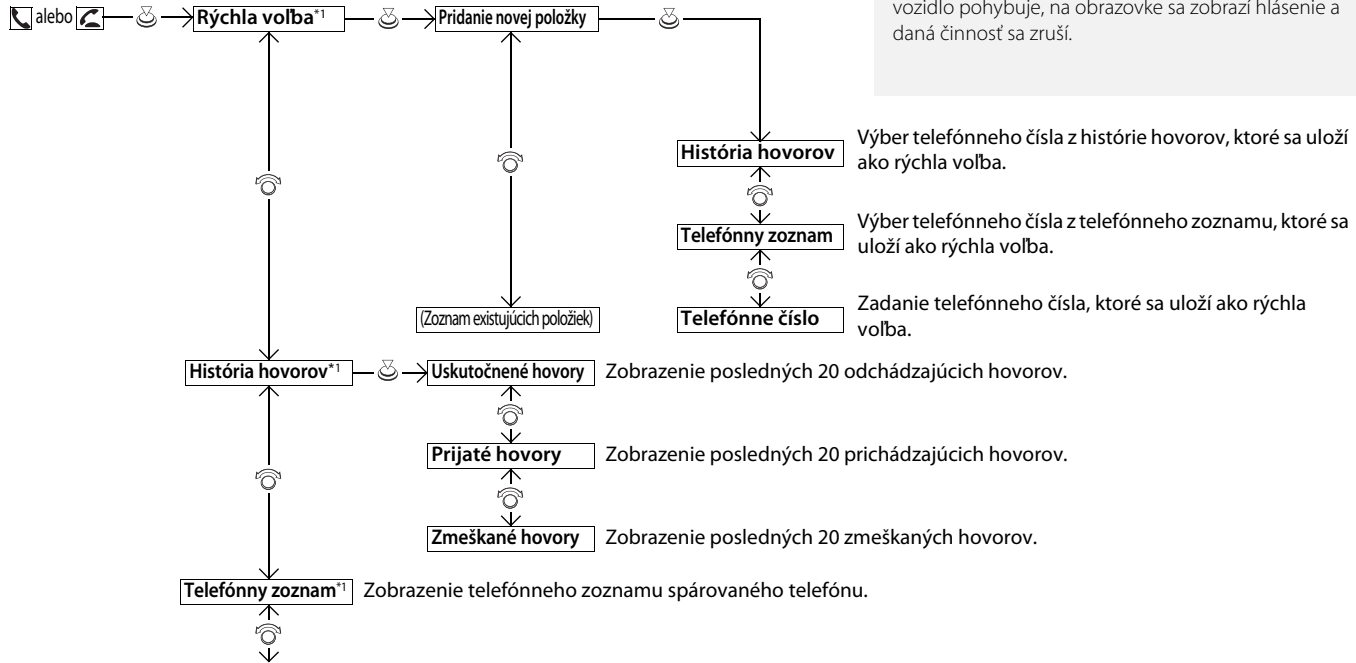 vozidlo pohybuje, na obrazovke sa zobrazí hlásenie a
daná činnosť sa zruší.
alebo
Rýchla voľba*1
Pridanie novej položky
História hovorov
Výber telefónneho čísla z histórie hovorov, ktoré sa uloží
ako rýchla voľba.
Telefónny zoznam
Výber telefónneho čísla z telefónneho zoznamu, ktoré sa
uloží ako rýchla voľba.
(Zoznam existujúcich položiek)
Telefónne číslo
Zadanie telefónneho čísla, ktoré sa uloží ako rýchla
voľba.
História hovorov*1
Uskutočnené hovory
Zobrazenie posledných 20 odchádzajúcich hovorov.
Prijaté hovory
Zobrazenie posledných 20 prichádzajúcich hovorov.
Zmeškané hovory
Zobrazenie posledných 20 zmeškaných hovorov.
Telefónny zoznam*1
Zobrazenie telefónneho zoznamu spárovaného telefónu.